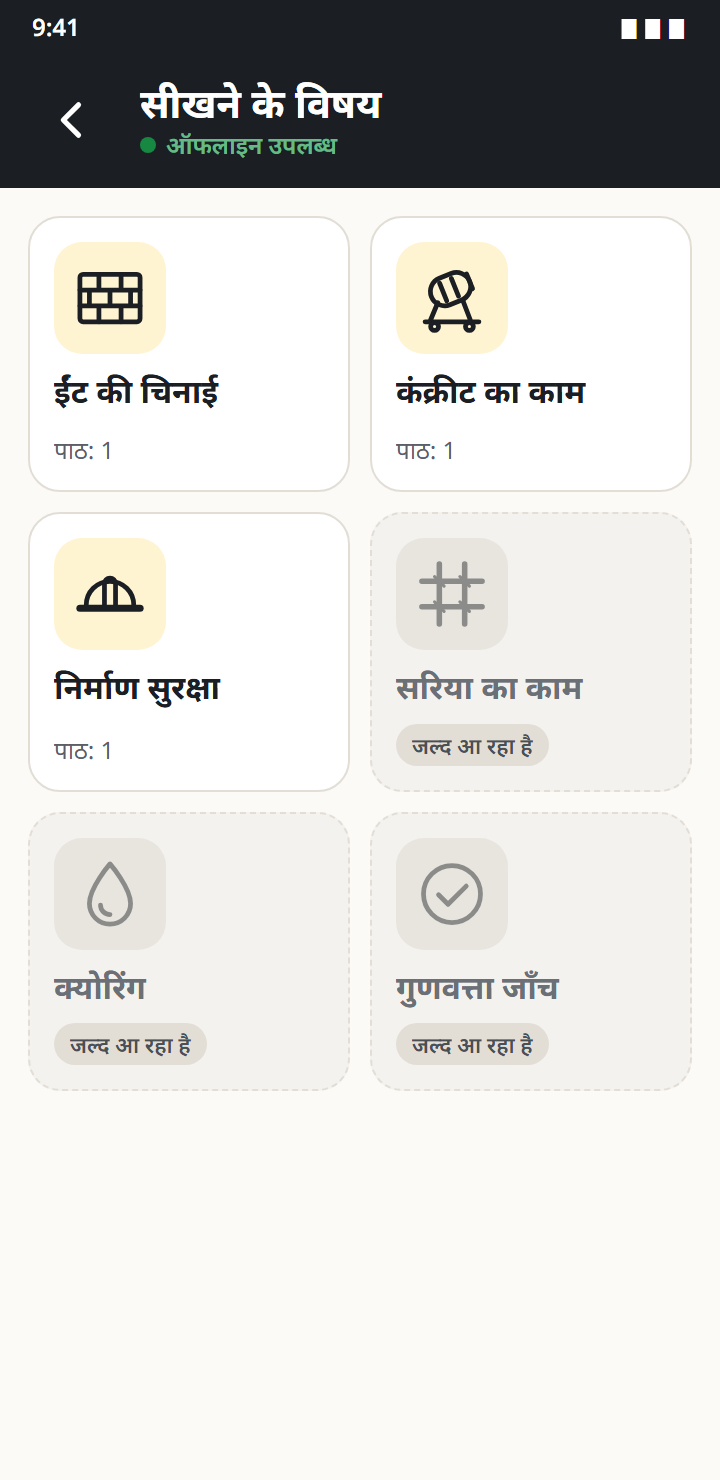 9:41
सीखने के विषय
ऑफलाइन उपलब्ध
ईंट की चिनाई
पाठ: 1
कंक्रीट का काम
पाठ: 1
निर्माण सुरक्षा
पाठ: 1
सरिया का काम
जल्द आ रहा है
क्योरिंग
जल्द आ रहा है
गुणवत्ता जाँच
जल्द आ रहा है